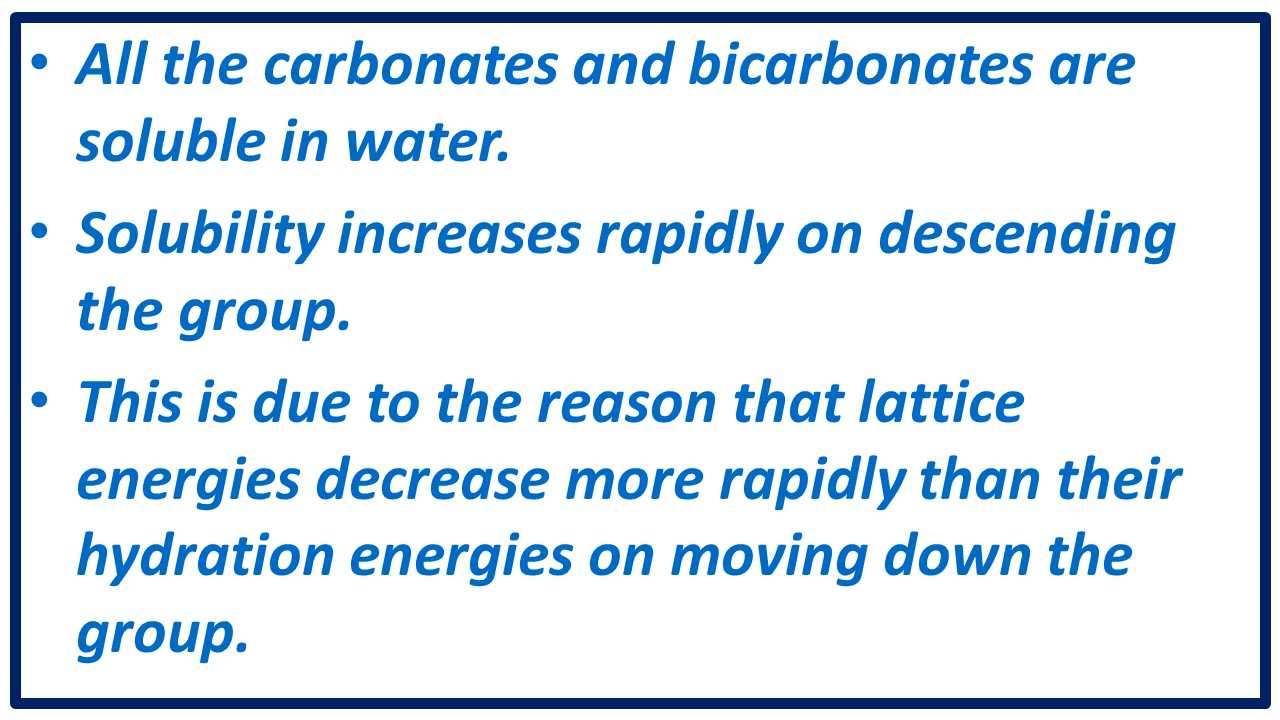 • All the carbonates and bicarbonates are
soluble in water.
• Solubility increases rapidly on descending
the group.
• This is due to the reason that lattice
energies decrease more rapidly than their
hydration energies on moving down the
group.